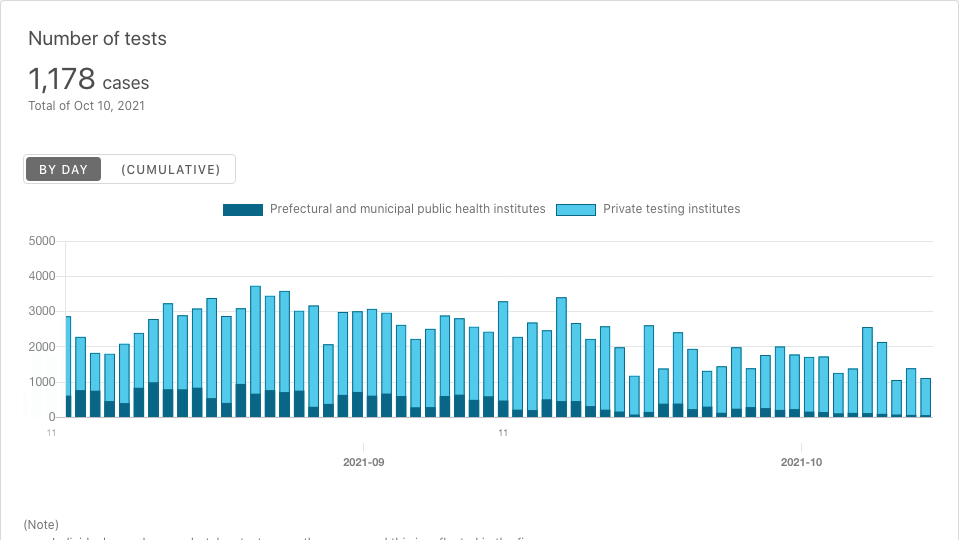 Number of tests
1,178 cases
Total of Oct 10, 2021
BY DAY (CUMULATIVE)
Prefectural and municipal public health institutes Private testing institutes
5000
4000
3000
2000
1000
0
11 11
2021-09 2021-10
(Note)